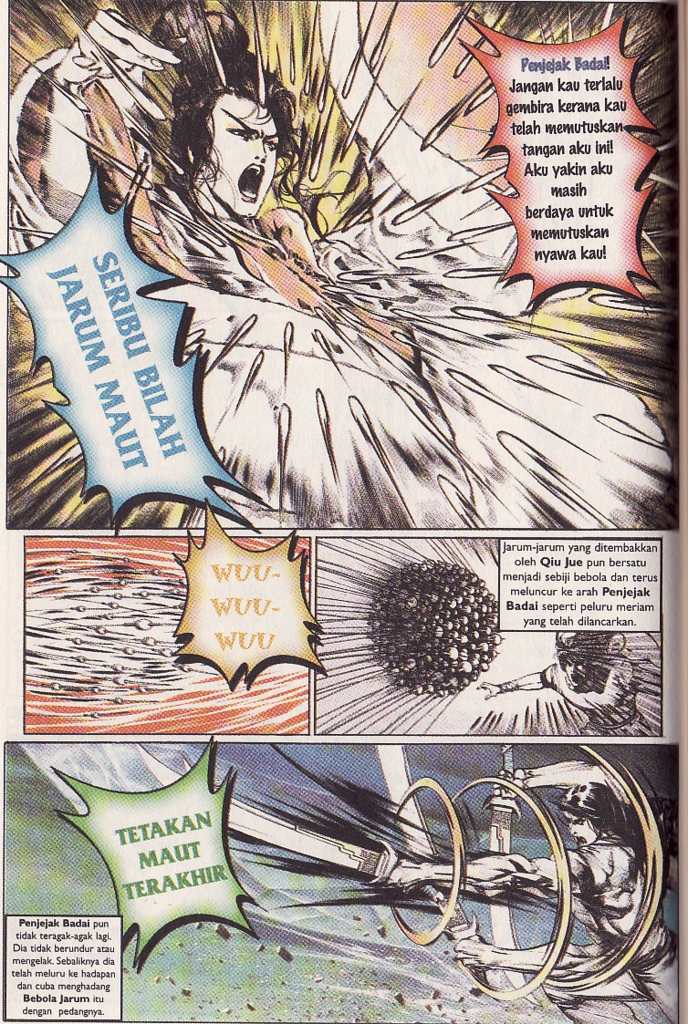 Penjejak Badai!
Jangan kau terlalu
gembira kerana kau
telah memutuskan
tangan aku ini!
Aku yakin aku
masih
berdaya untuk
memutuskan
nyawa kau!
SERIBU BILAH
JARUM MAUT
WUU-
WUU-
WUU
Jarum-jarum yang ditembakkan
oleh Qiu Jue pun bersatu
menjadi sebiji bebola dan terus
meluncur ke arah Penjejak
Badai seperti peluru meriam
yang telah dilancarkan.
TETAKAN
MAUT
TERAKHIR
Penjejak Badai pun
tidak teragak-agak lagi.
Dia tidak berundur atau
mengelak. Sebaliknya dia
telah meluru ke hadapan
dan cuba menghadang
Bebola Jarum itu
dengan pedangnya.